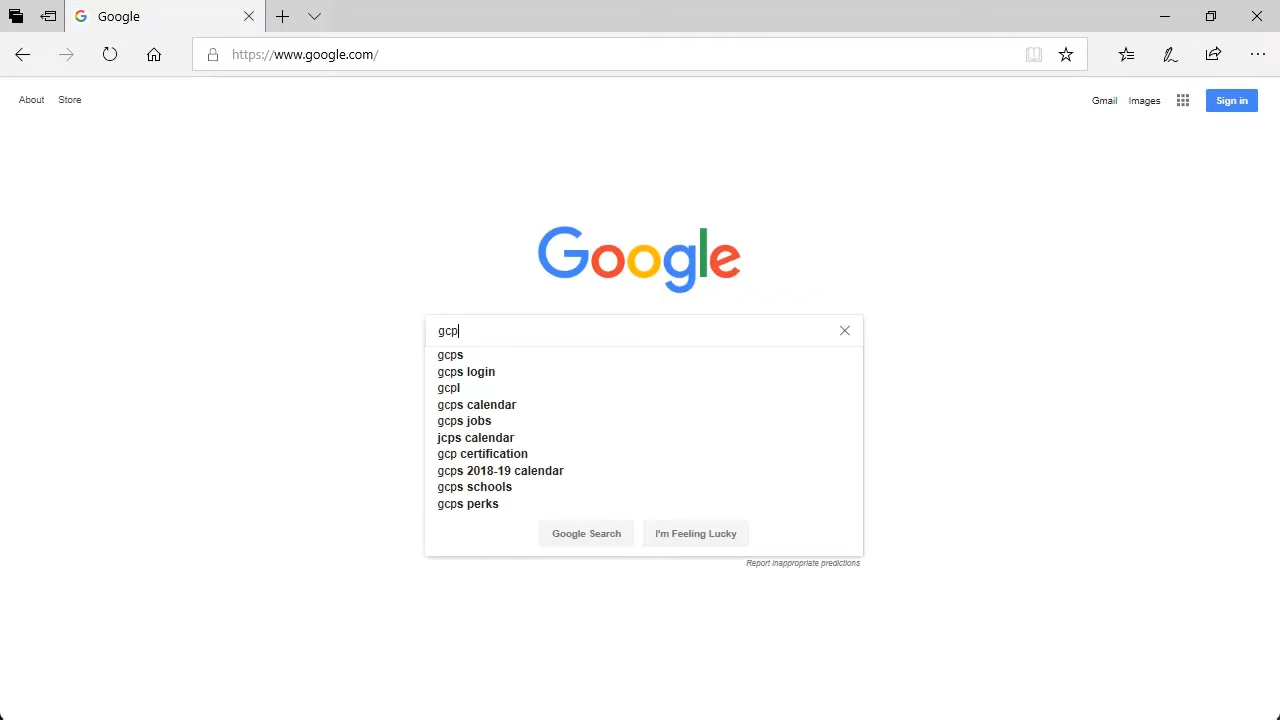 Google
https://www.google.com/
About Store Gmail Images Sign in
Google
gcp
gcps
gcps login
gcpl
gcps calendar
gcps jobs
jcps calendar
gcp certification
gcps 2018-19 calendar
gcps schools
gcps perks
Google Search I'm Feeling Lucky
Report inappropriate predictions